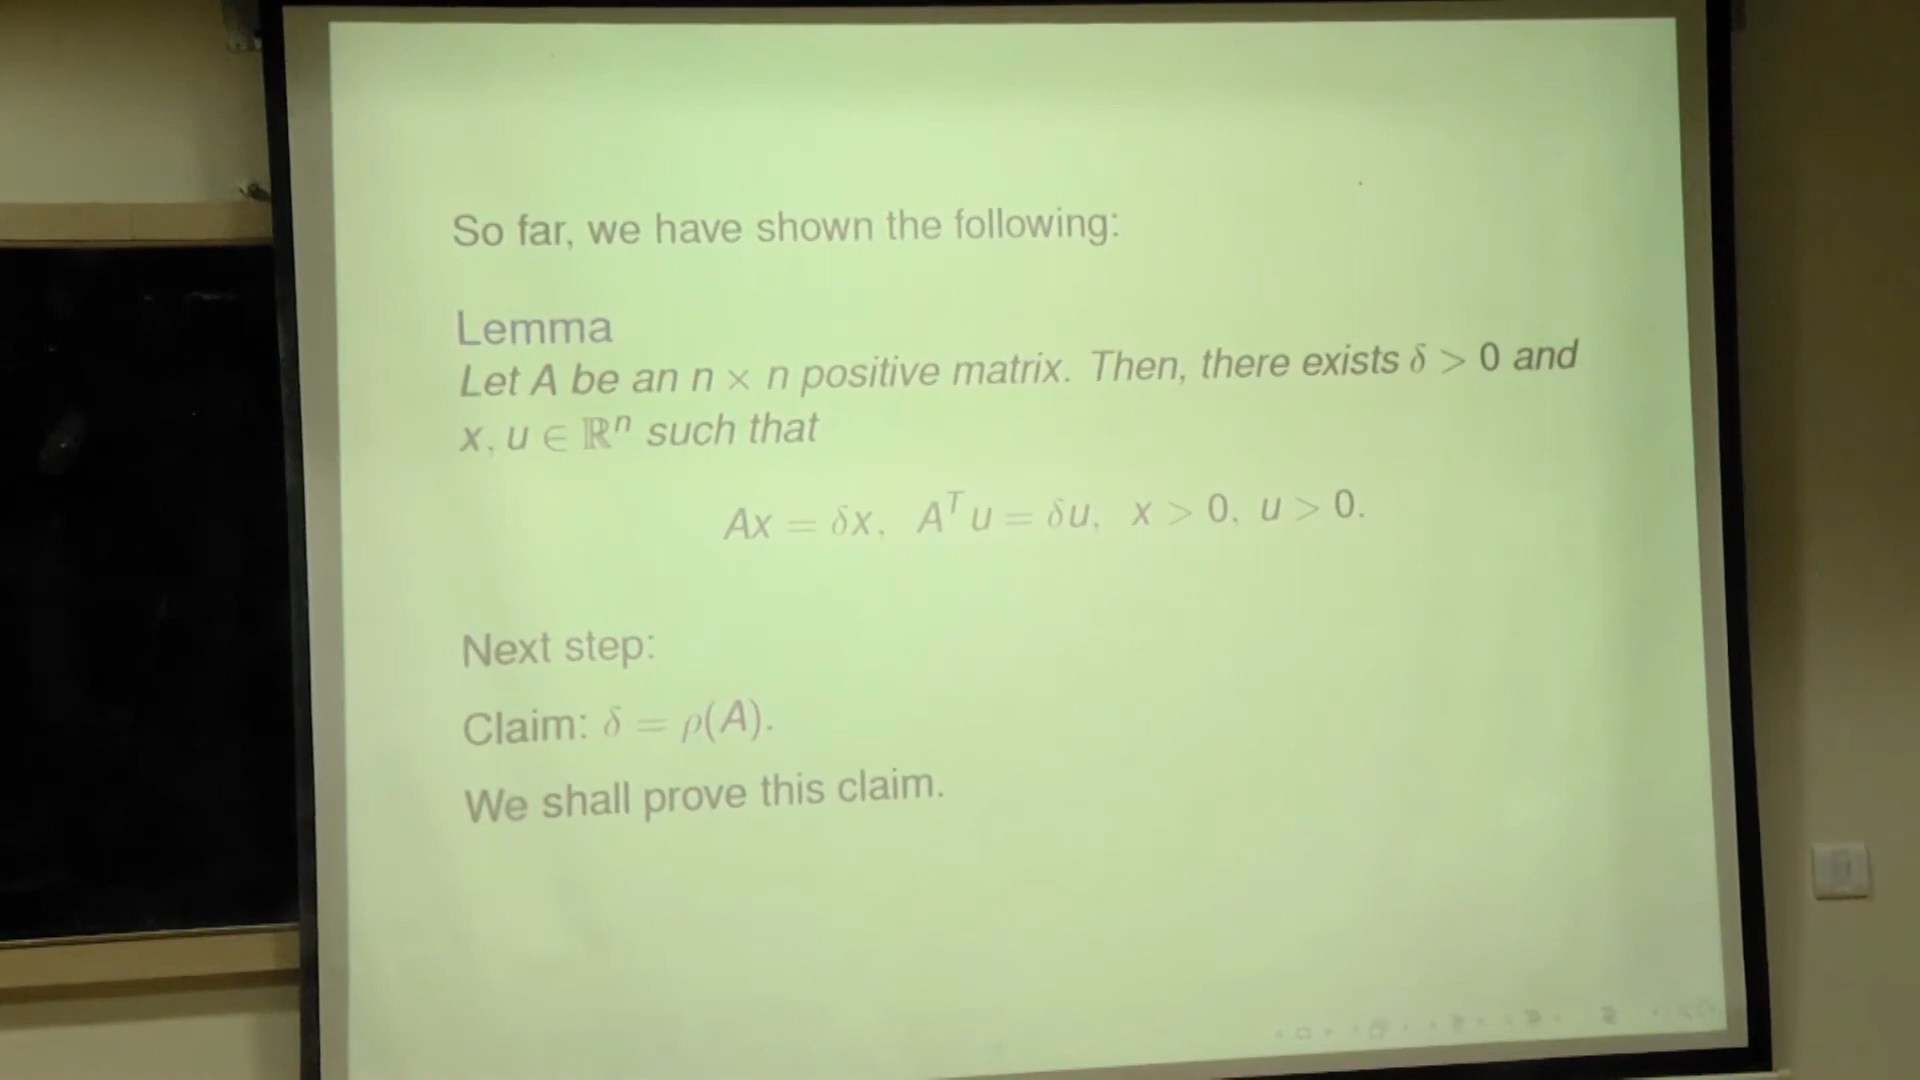 So far, we have shown the following:
Lemma
Let A be an n × n positive matrix. Then, there exists δ > 0 and
x, u ∈ ℝⁿ such that
Ax = δx, Aᵀu = δu, x > 0, u > 0.
Next step:
Claim: δ = ρ(A).
We shall prove this claim.